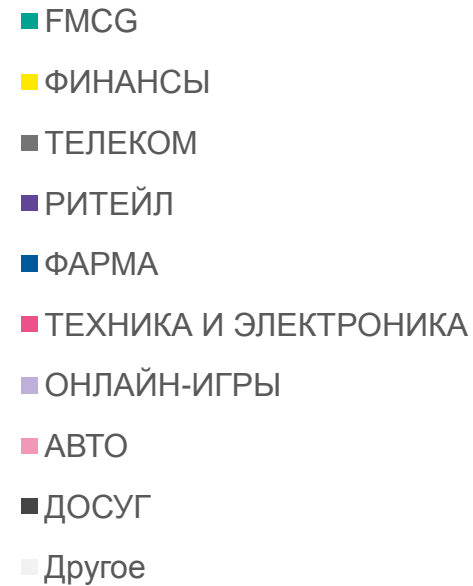 FMCG
ФИНАНСЫ
ТЕЛЕКОМ
РИТЕЙЛ
ФАРМА
ТЕХНИКА И ЭЛЕКТРОНИКА
ОНЛАЙН-ИГРЫ
АВТО
ДОСУГ
Другое